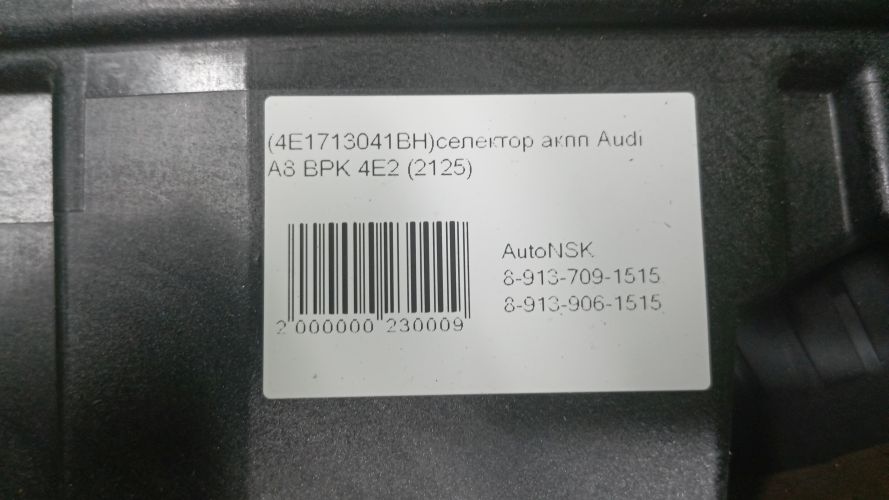 (4E1713041BH)селектор акпп Audi
A8 BPK 4E2 (2125)
AutoNSK
8-913-709-1515
8-913-906-1515
2 000000 230009